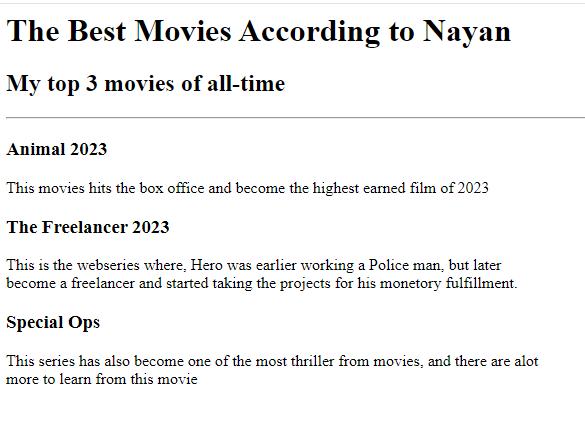 The Best Movies According to Nayan
My top 3 movies of all-time
Animal 2023
This movies hits the box office and become the highest earned film of 2023
The Freelancer 2023
This is the webseries where, Hero was earlier working a Police man, but later
become a freelancer and started taking the projects for his monetory fulfillment.
Special Ops
This series has also become one of the most thriller from movies, and there are alot
more to learn from this movie